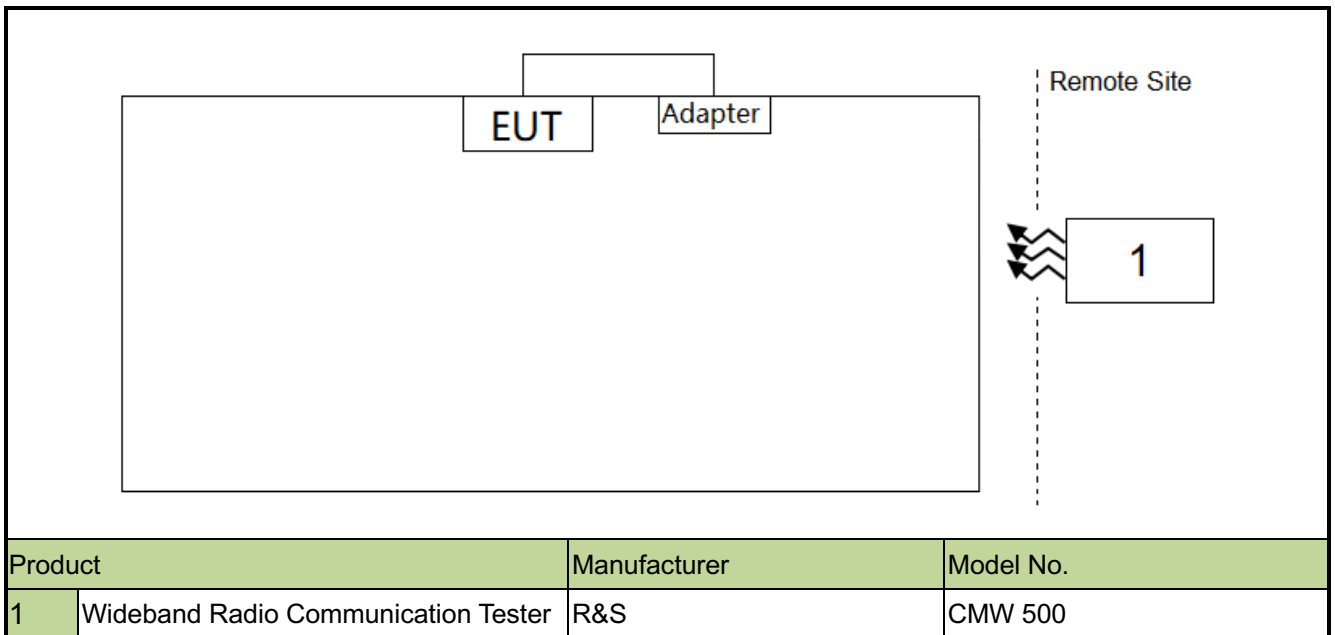 Remote Site
EUT
Adapter
1
Product Manufacturer Model No.
1 Wideband Radio Communication Tester R&S CMW 500